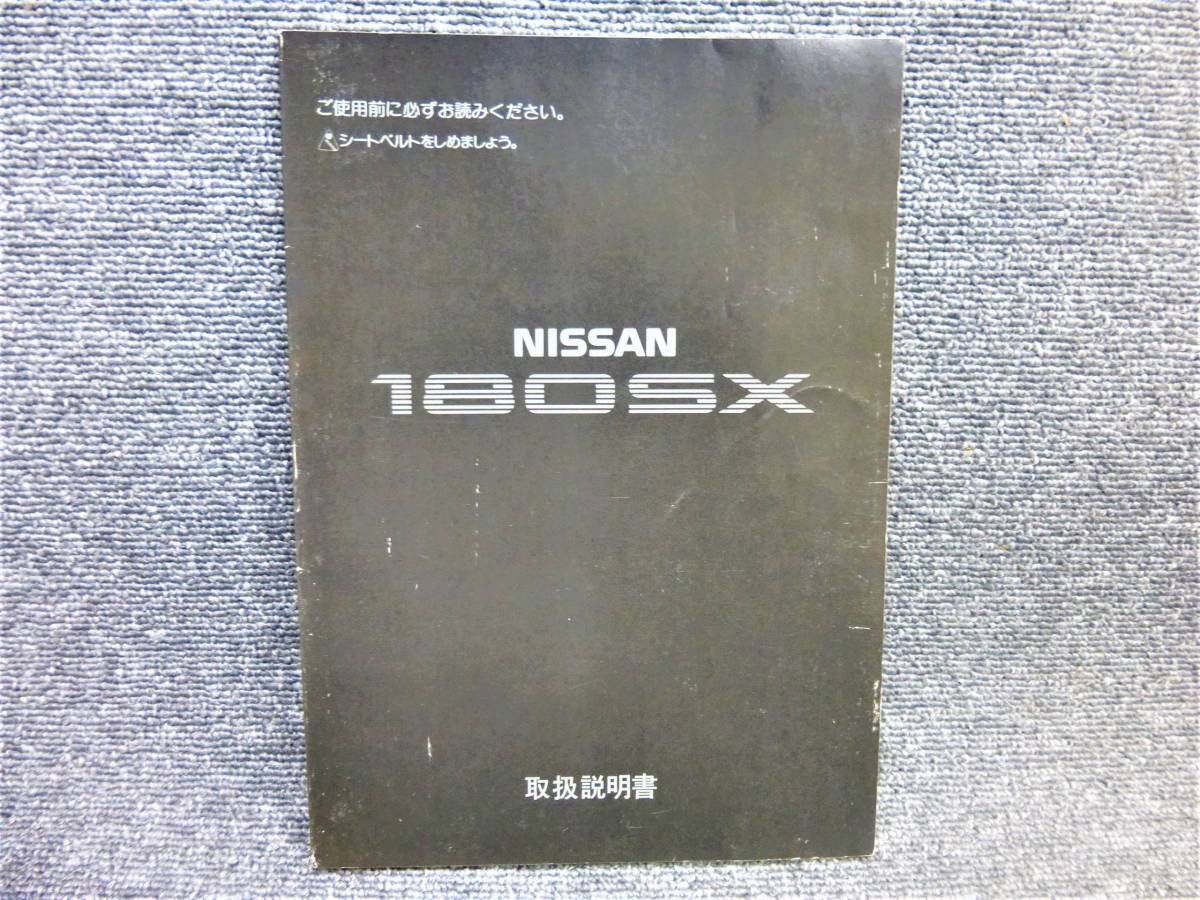 ご使用前に必ずお読みください。
シートベルトをしめましょう。
NISSAN
180SX
取扱説明書